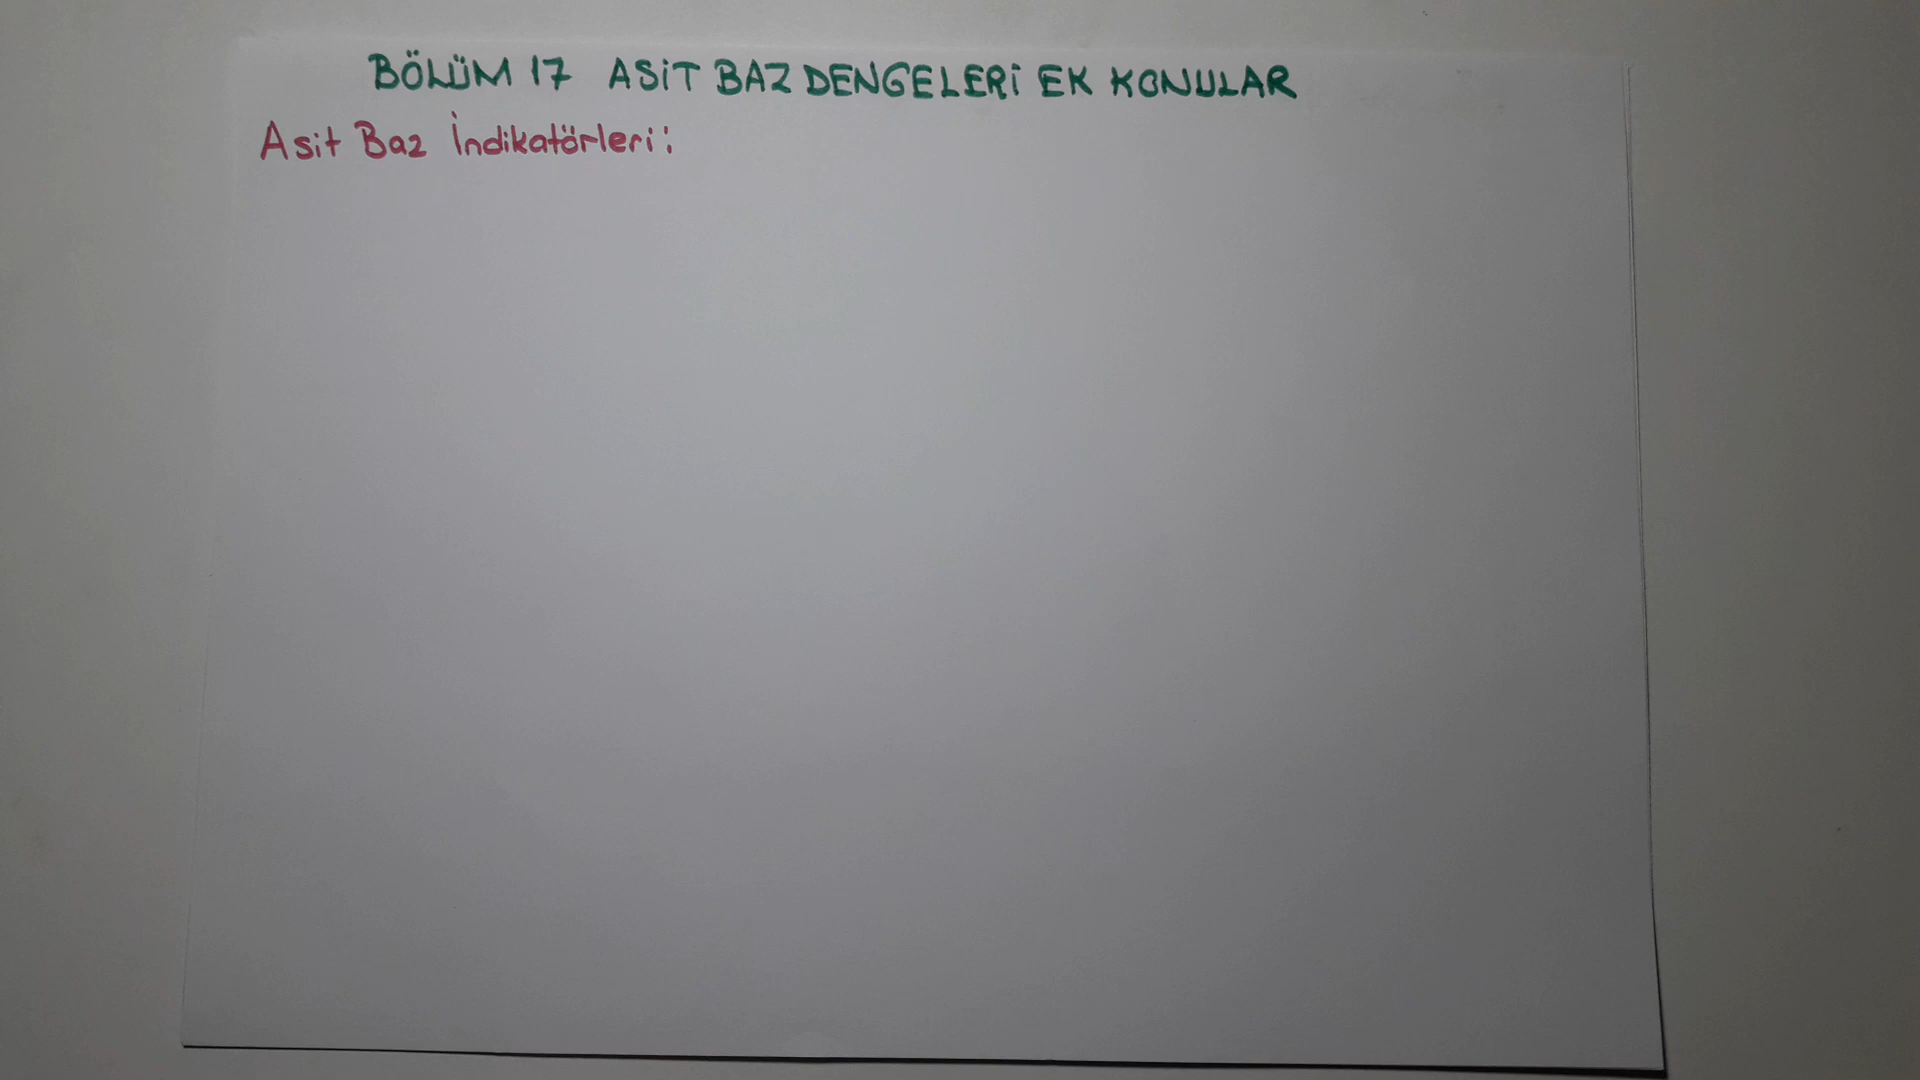 BÖLÜM 17 ASİT BAZ DENGELERİ EK KONULAR
Asit Baz İndikatörleri: